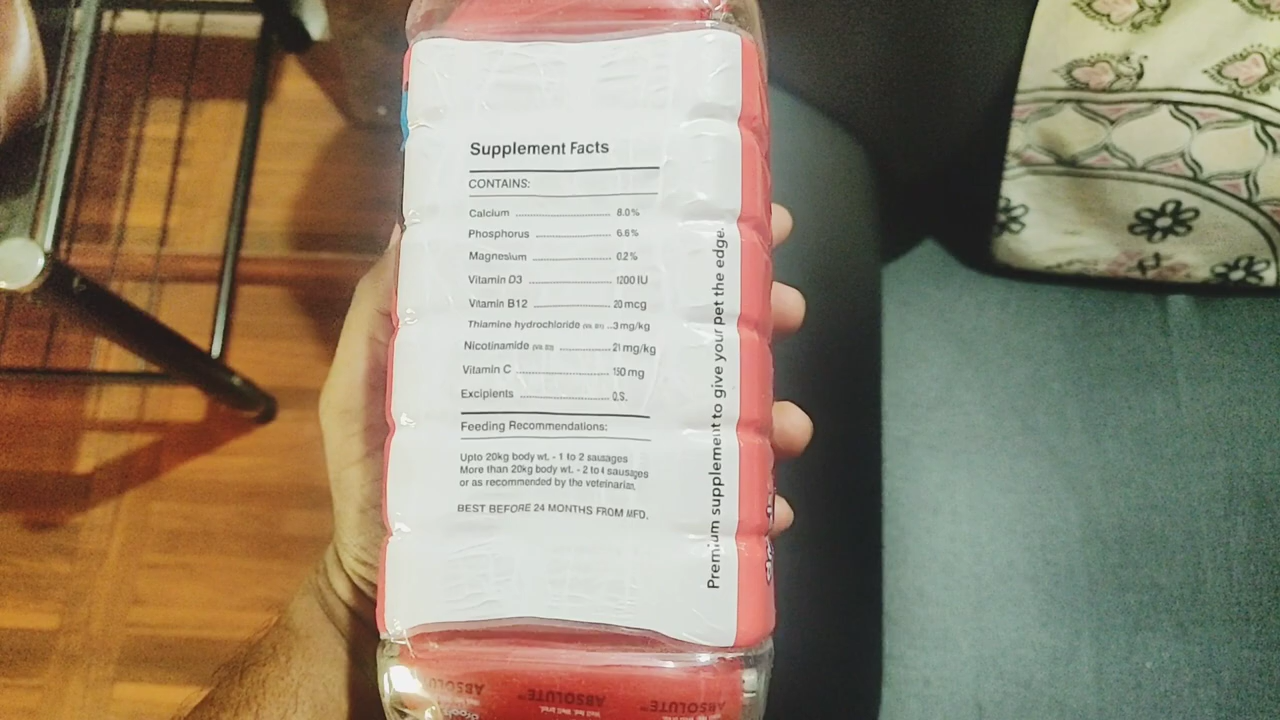 Supplement Facts
CONTAINS:
Calcium ........................ 8.0%
Phosphorus ................... 6.6%
Magnesium .................... 0.2%
Vitamin D3 ..................... 1200 IU
Vitamin B12 .................... 20 mcg
Thiamine hydrochloride ...3 mg/kg
Nicotinamide ............. 21 mg/kg
Vitamin C ........................ 150 mg
Excipients ....................... Q.S.
Feeding Recommendations:
Upto 20kg body wt. - 1 to 2 sausages
More than 20kg body wt. - 2 to 4 sausages
or as recommended by the veterinarian.
BEST BEFORE 24 MONTHS FROM MFD.
Premium supplement to give your pet the edge.
ABSOLUTE™ ABSOLUTE™ ABSOLUTE™